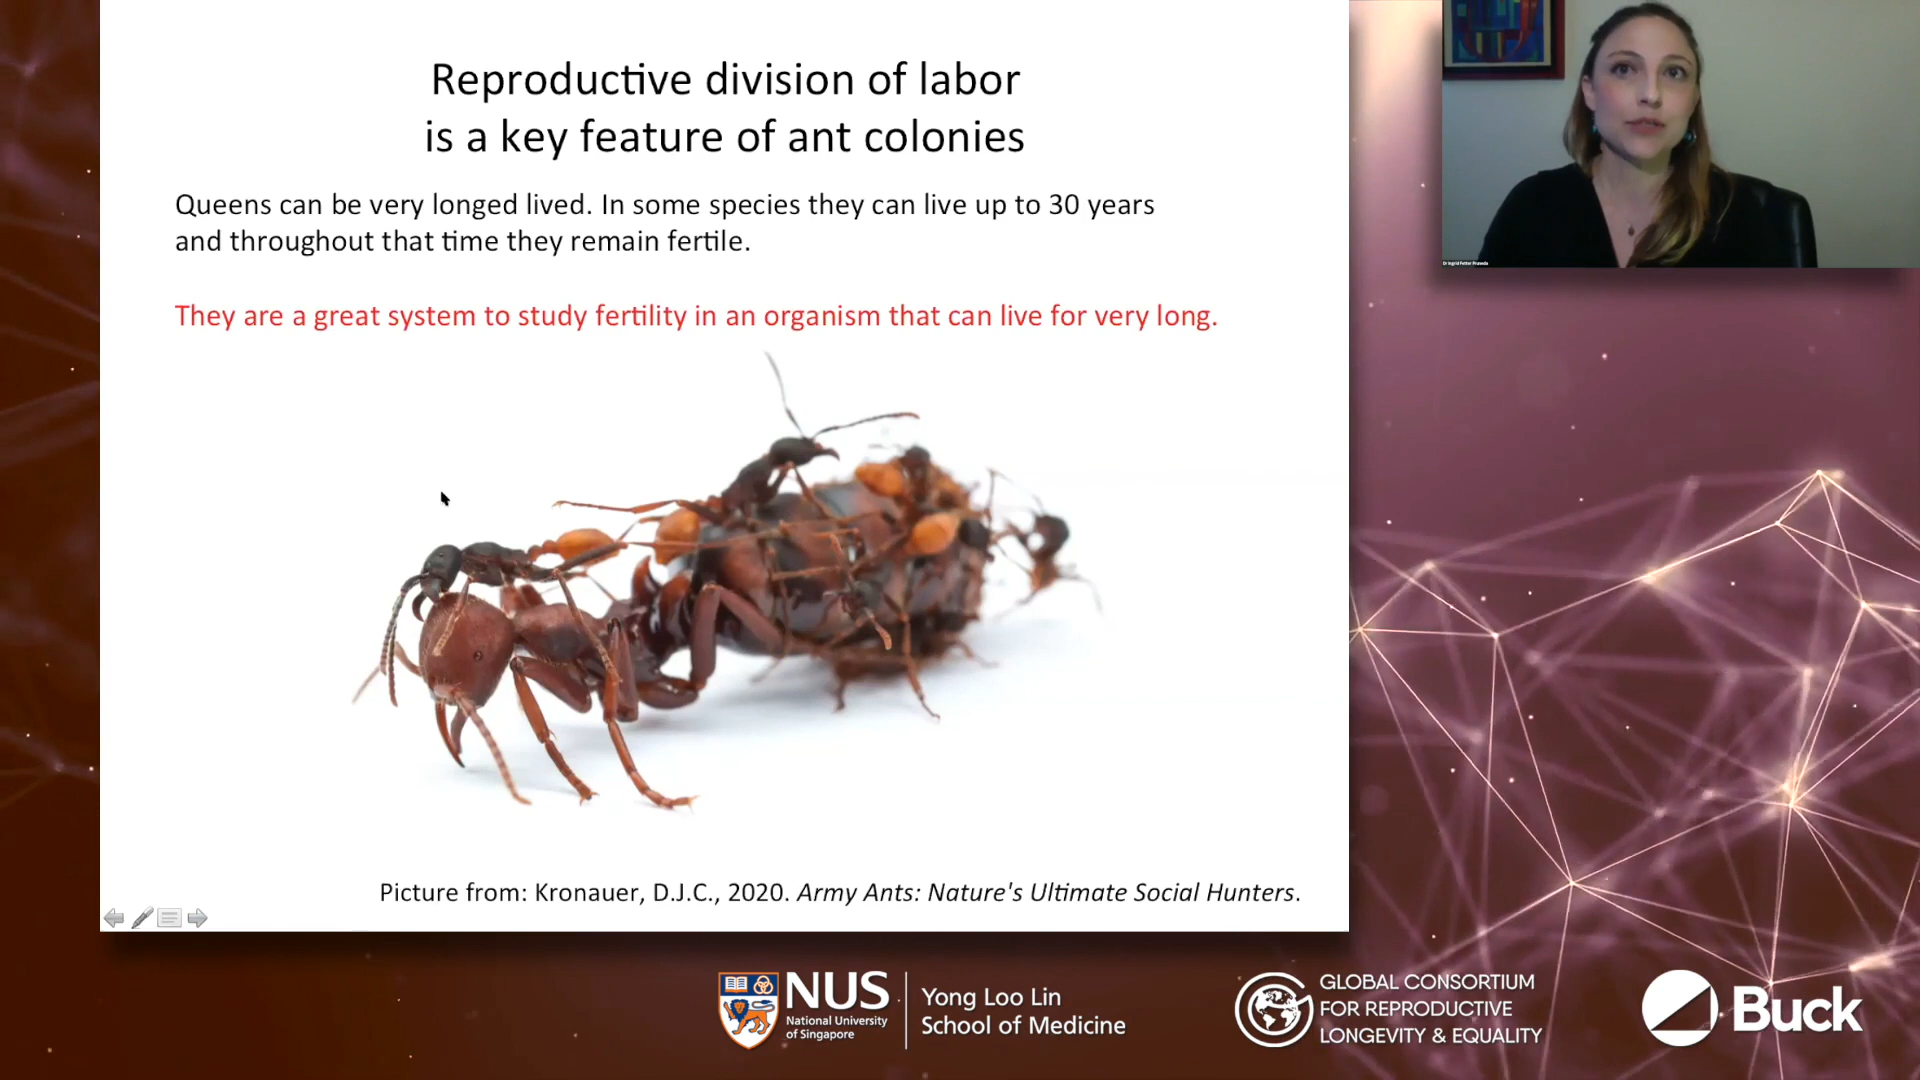 Reproductive division of labor
is a key feature of ant colonies
Queens can be very longed lived. In some species they can live up to 30 years
and throughout that time they remain fertile.
They are a great system to study fertility in an organism that can live for very long.
Picture from: Kronauer, D.J.C., 2020. Army Ants: Nature's Ultimate Social Hunters.
NUS
National University
of Singapore
Yong Loo Lin
School of Medicine
GLOBAL CONSORTIUM
FOR REPRODUCTIVE
LONGEVITY & EQUALITY
Buck